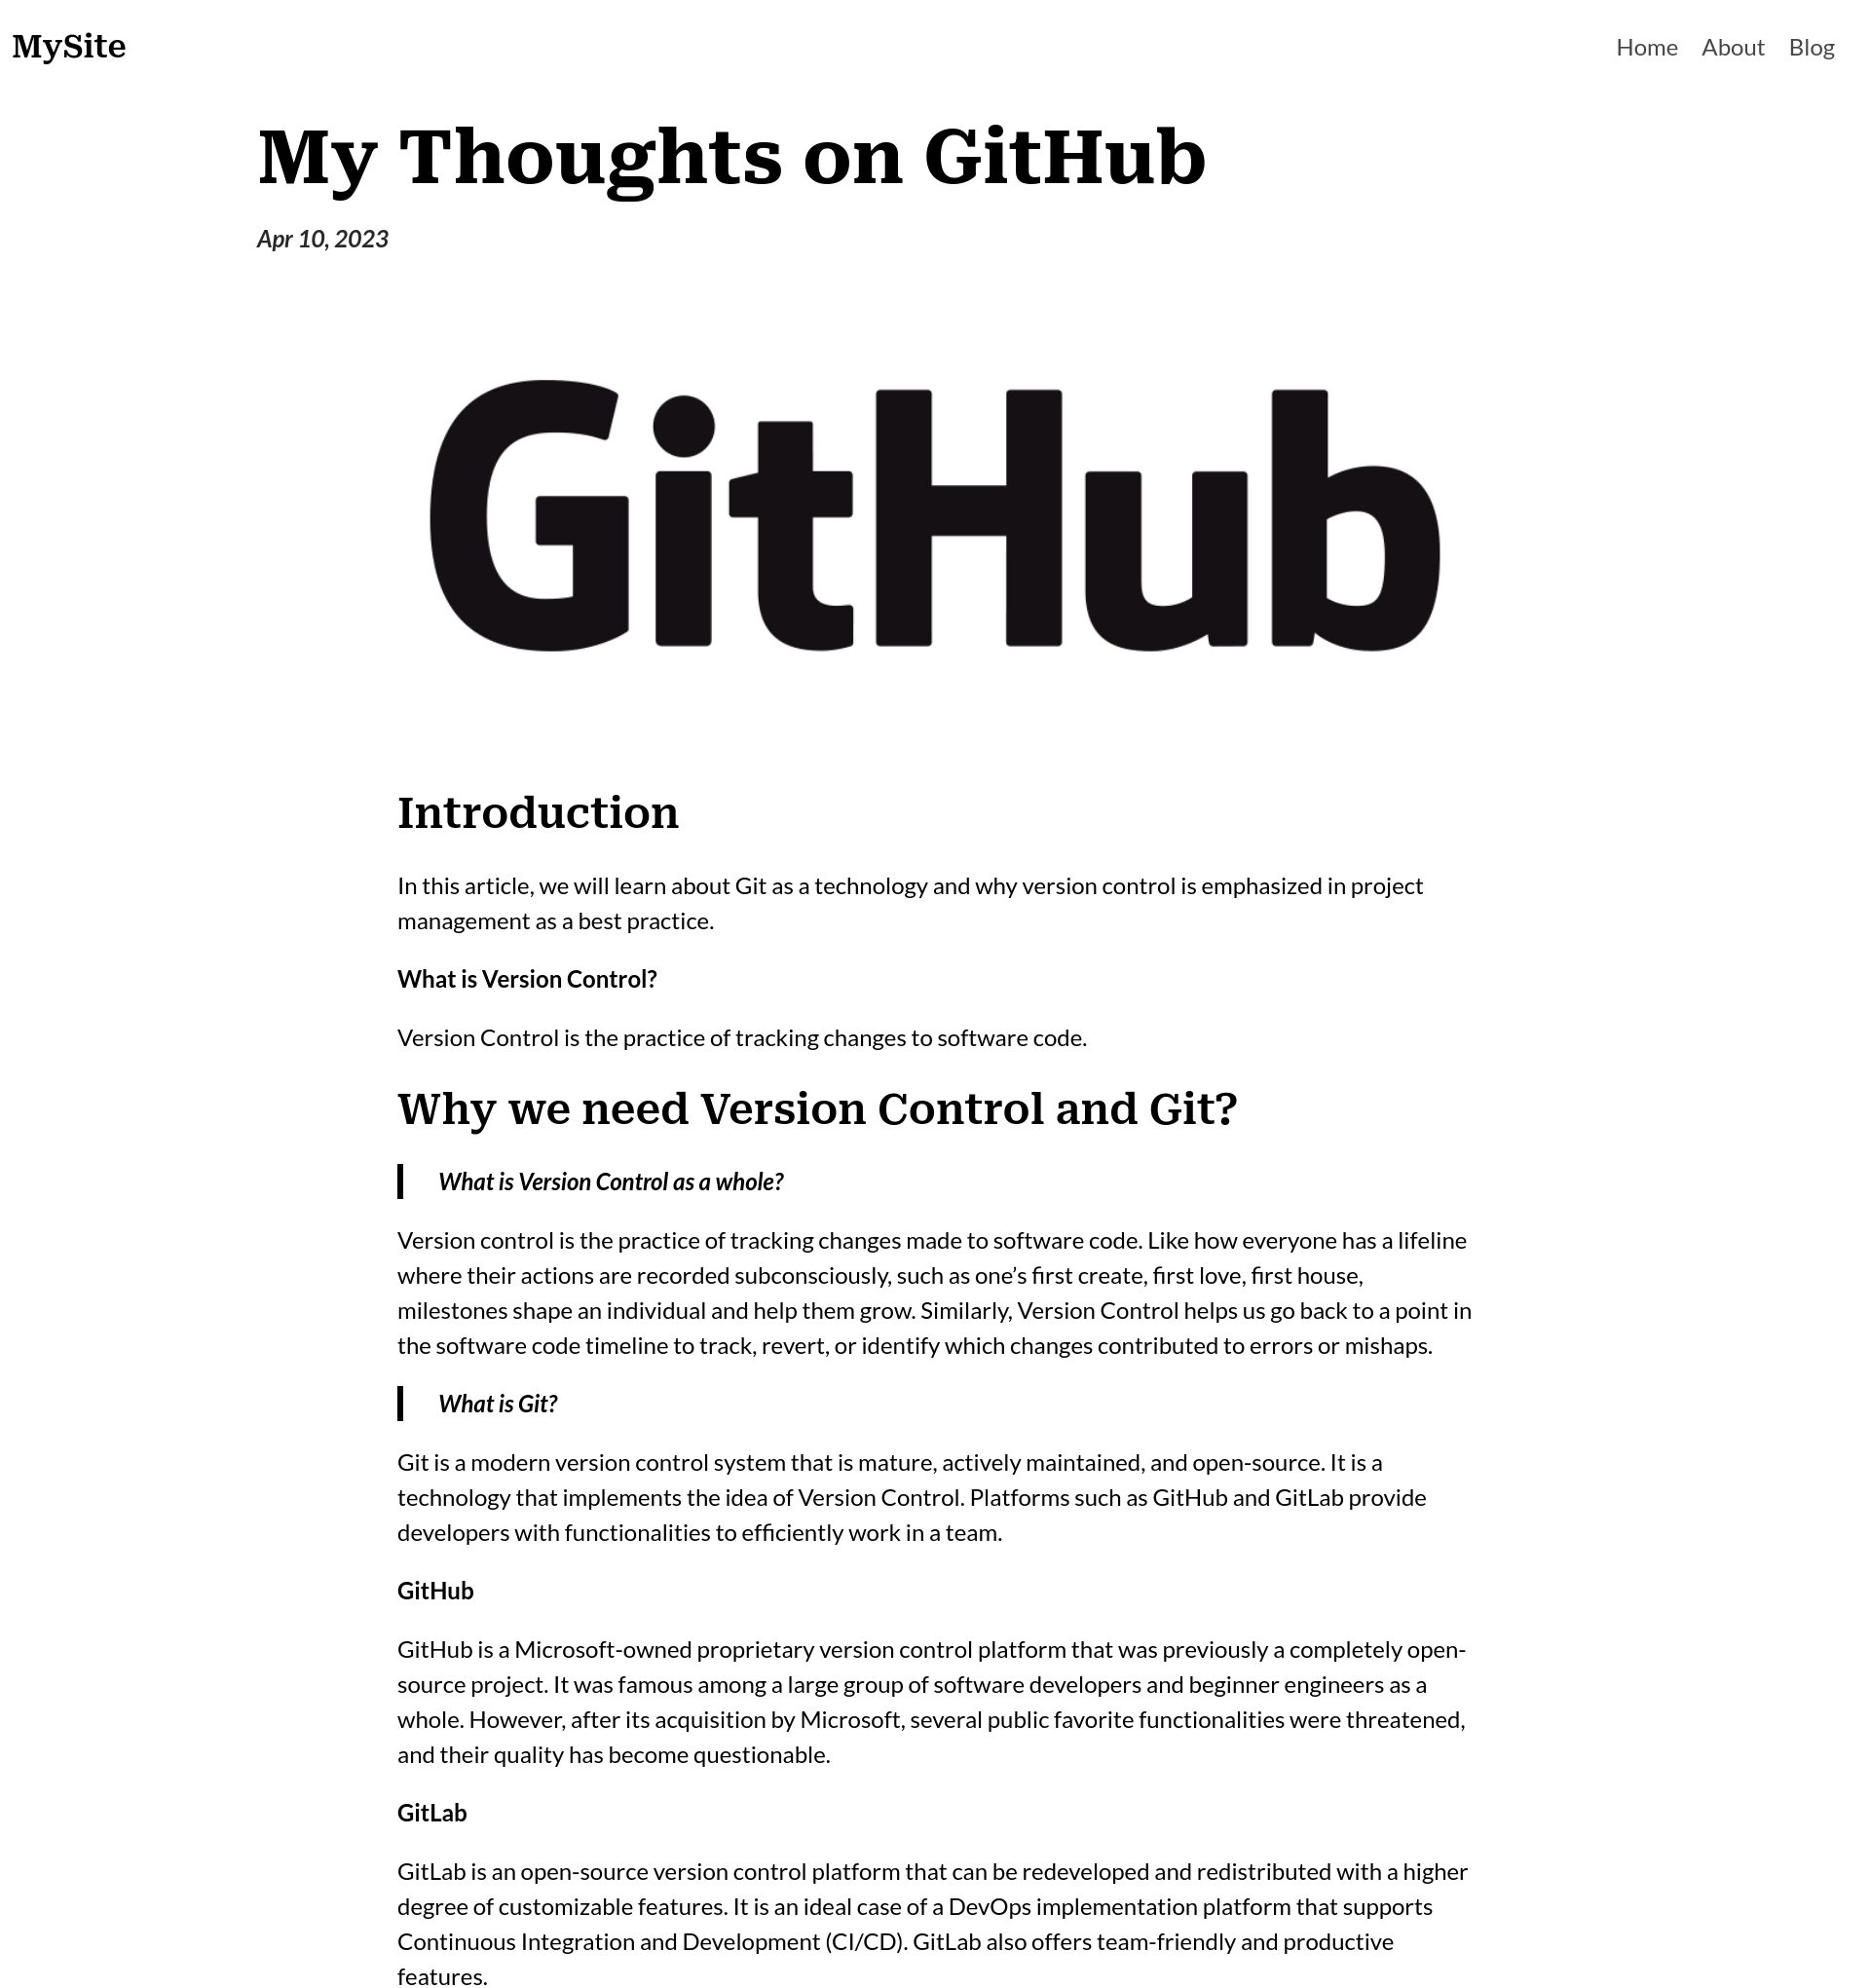 MySite
Home About Blog
My Thoughts on GitHub
Apr 10, 2023
GitHub
Introduction
In this article, we will learn about Git as a technology and why version control is emphasized in project
management as a best practice.
What is Version Control?
Version Control is the practice of tracking changes to software code.
Why we need Version Control and Git?
What is Version Control as a whole?
Version control is the practice of tracking changes made to software code. Like how everyone has a lifeline
where their actions are recorded subconsciously, such as one’s first create, first love, first house,
milestones shape an individual and help them grow. Similarly, Version Control helps us go back to a point in
the software code timeline to track, revert, or identify which changes contributed to errors or mishaps.
What is Git?
Git is a modern version control system that is mature, actively maintained, and open-source. It is a
technology that implements the idea of Version Control. Platforms such as GitHub and GitLab provide
developers with functionalities to efficiently work in a team.
GitHub
GitHub is a Microsoft-owned proprietary version control platform that was previously a completely open-
source project. It was famous among a large group of software developers and beginner engineers as a
whole. However, after its acquisition by Microsoft, several public favorite functionalities were threatened,
and their quality has become questionable.
GitLab
GitLab is an open-source version control platform that can be redeveloped and redistributed with a higher
degree of customizable features. It is an ideal case of a DevOps implementation platform that supports
Continuous Integration and Development (CI/CD). GitLab also offers team-friendly and productive
features.